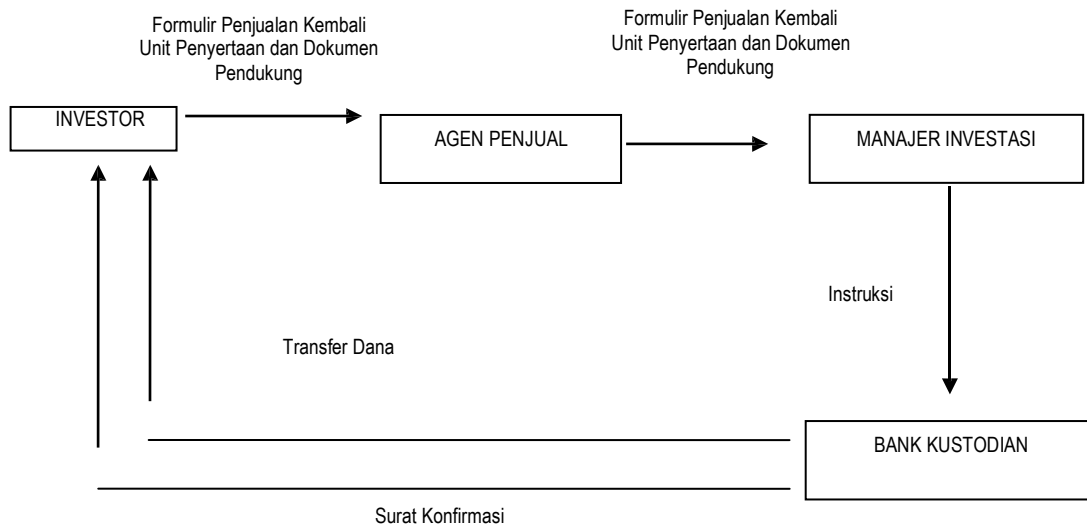 Formulir Penjualan Kembali
Unit Penyertaan dan Dokumen
Pendukung
Formulir Penjualan Kembali
Unit Penyertaan dan Dokumen
Pendukung
INVESTOR
AGEN PENJUAL
MANAJER INVESTASI
Instruksi
Transfer Dana
BANK KUSTODIAN
Surat Konfirmasi